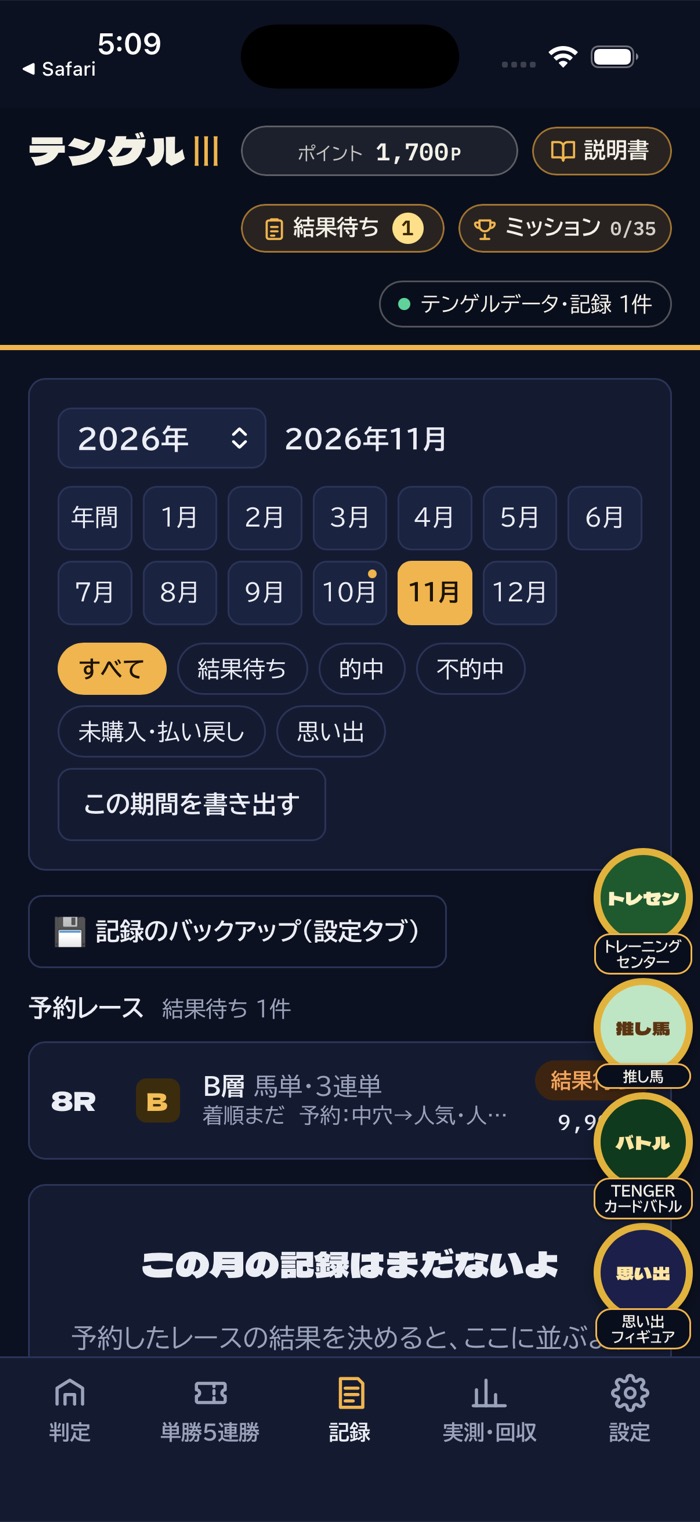 5:09
◀ Safari
テンゲル
ポイント 1,700P
説明書
結果待ち 1
ミッション 0/35
テンゲルデータ・記録 1件
2026年
2026年11月
年間 1月 2月 3月 4月 5月 6月
7月 8月 9月 10月 11月 12月
すべて 結果待ち 的中 不的中
未購入・払い戻し 思い出
この期間を書き出す
記録のバックアップ(設定タブ)
トレセン
トレーニング
センター
予約レース 結果待ち 1件
推し馬
推し馬
8R B B層 馬単・3連単
着順まだ 予約:中穴→人気・人…
結果
9,9
バトル
TENGER
カードバトル
この月の記録はまだないよ
思い出
思い出
フィギュア
予約したレースの結果を決めると、ここに並ぶ
判定 単勝5連勝 記録 実測・回収 設定